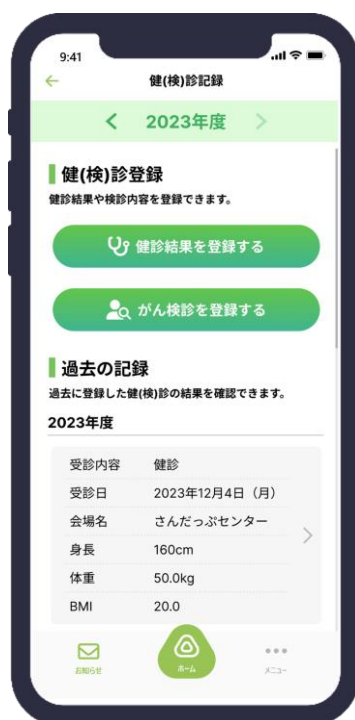 9:41
健(検)診記録
2023年度
健(検)診登録
健診結果や検診内容を登録できます。
健診結果を登録する
がん検診を登録する
過去の記録
過去に登録した健(検)診の結果を確認できます。
2023年度
受診内容 健診
受診日 2023年12月4日（月）
会場名 さんだっぷセンター
身長 160cm
体重 50.0kg
BMI 20.0
お知らせ ホーム メニュー